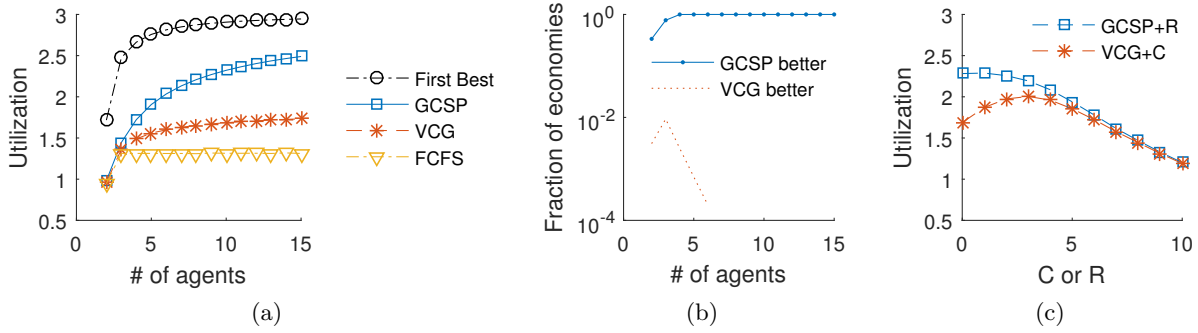 3
2.5
2
1.5
1
0.5
0
5
10
15
Utilization
# of agents
First Best
GCSP
VCG
FCFS
(a)
10^0
10^-2
10^-4
0
5
10
15
Fraction of economies
# of agents
GCSP better
VCG better
(b)
3
2.5
2
1.5
1
0.5
0
5
10
Utilization
C or R
GCSP+R
VCG+C
(c)